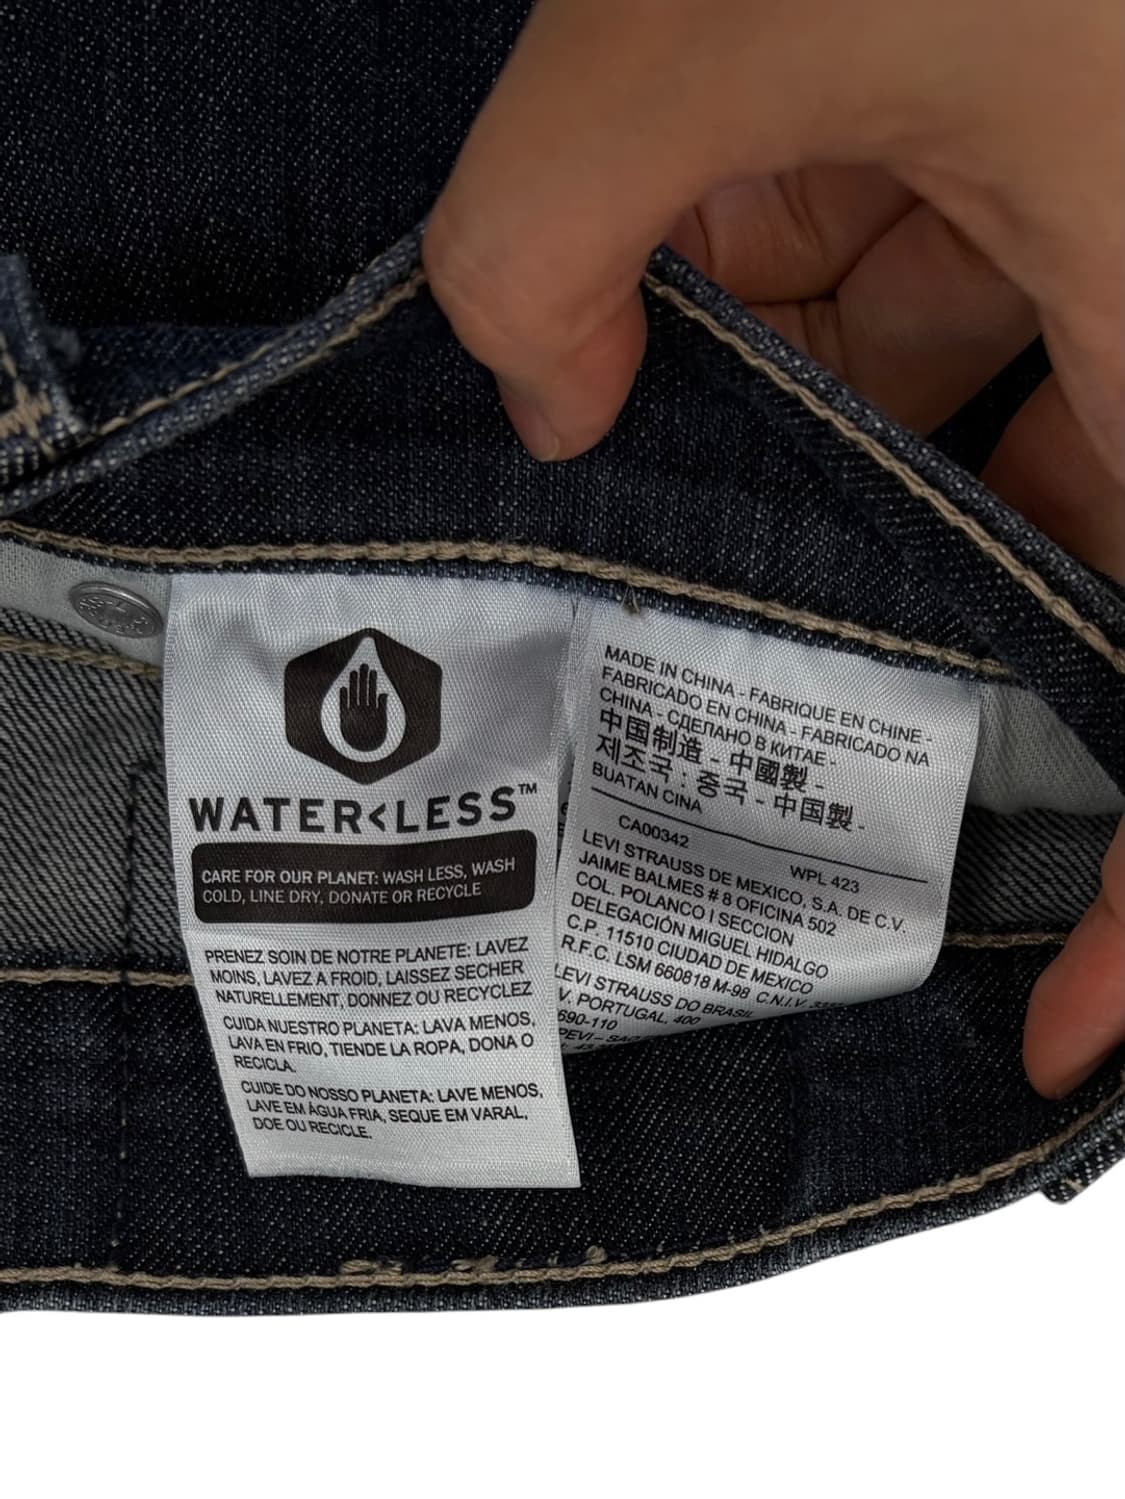 WATER<LESS™
CARE FOR OUR PLANET: WASH LESS, WASH
COLD, LINE DRY, DONATE OR RECYCLE
PRENEZ SOIN DE NOTRE PLANETE: LAVEZ
MOINS, LAVEZ A FROID, LAISSEZ SECHER
NATURELLEMENT, DONNEZ OU RECYCLEZ
CUIDA NUESTRO PLANETA: LAVA MENOS,
LAVA EN FRIO, TIENDE LA ROPA, DONA O
RECICLA.
CUIDE DO NOSSO PLANETA: LAVE MENOS,
LAVE EM ÁGUA FRIA, SEQUE EM VARAL,
DOE OU RECICLE.
MADE IN CHINA - FABRIQUE EN CHINE -
FABRICADO EN CHINA - FABRICADO NA
CHINA - СДЕЛАНО В КИТАЕ -
中国制造 - 中國製 -
제조국 : 중국 - 中国製 -
BUATAN CINA
CA00342 WPL 423
LEVI STRAUSS DE MEXICO, S.A. DE C.V.
JAIME BALMES # 8 OFICINA 502
COL. POLANCO I SECCION
DELEGACIÓN MIGUEL HIDALGO
C.P. 11510 CIUDAD DE MEXICO
R.F.C. LSM 660818 M-98 C.N.I.V.
LEVI STRAUSS DO BRASIL
V. PORTUGAL, 400
690-110